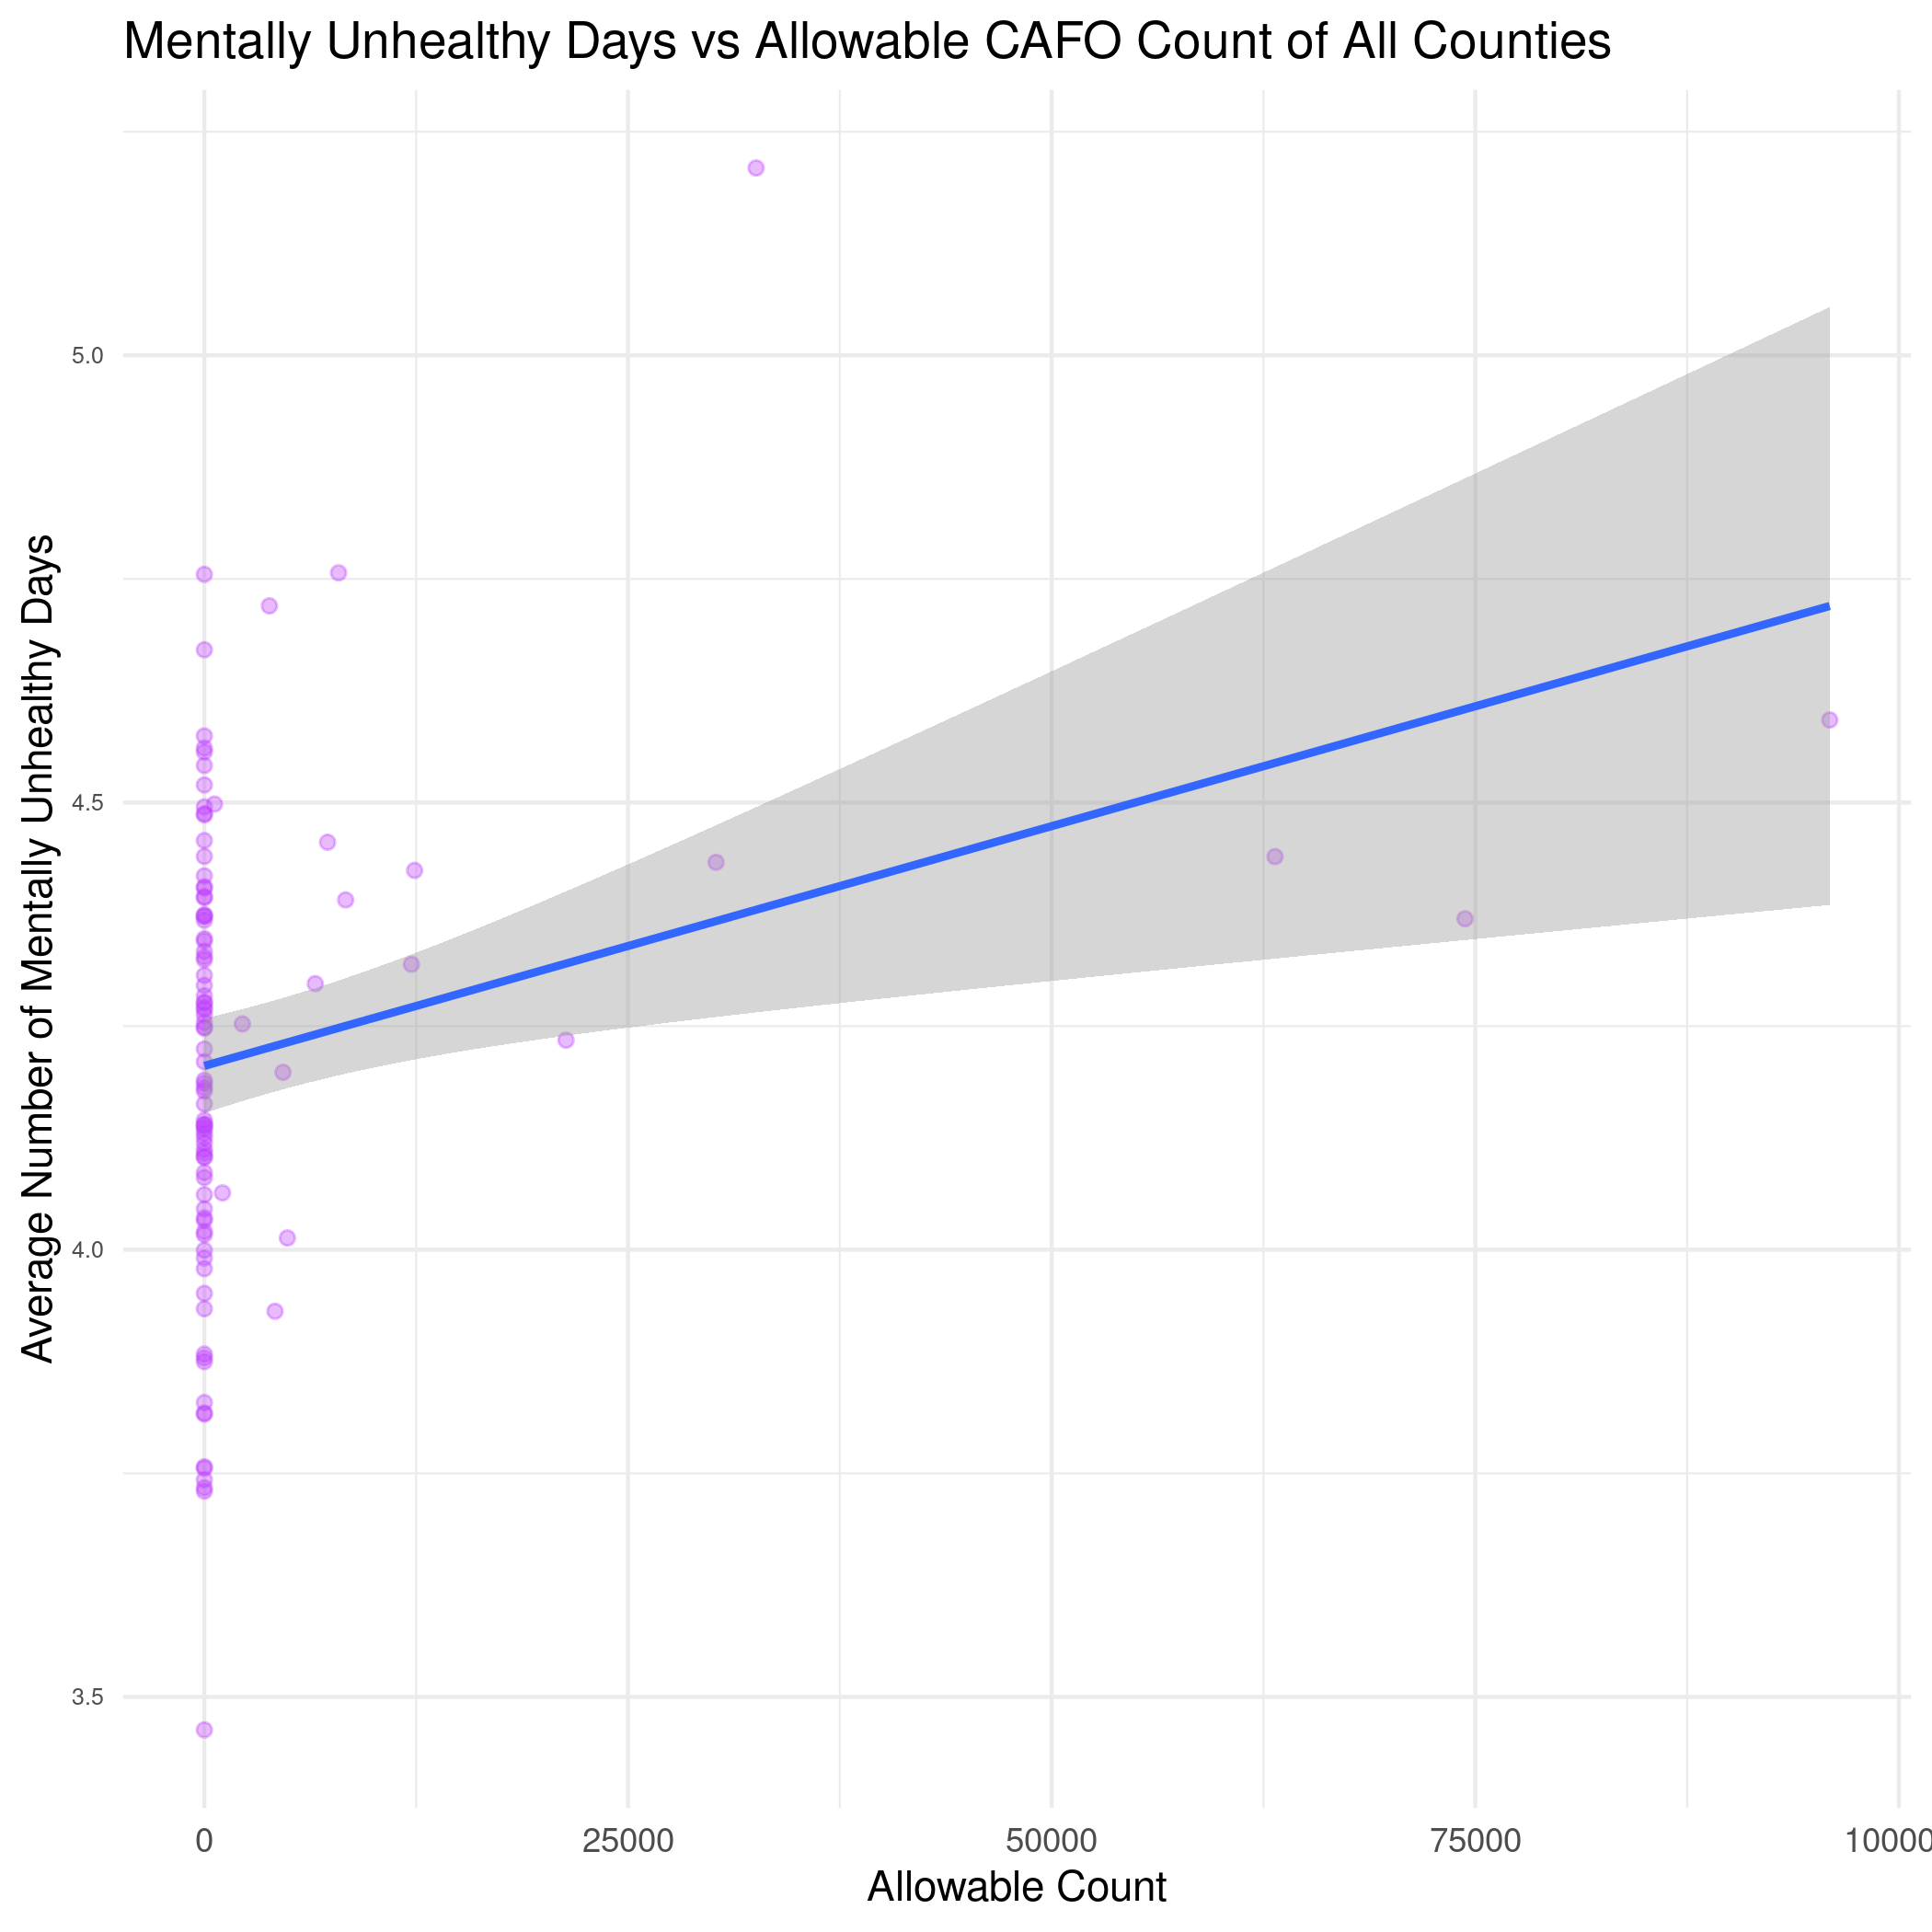 Mentally Unhealthy Days vs Allowable CAFO Count of All Counties
Average Number of Mentally Unhealthy Days
5.0
4.5
4.0
3.5
0 25000 50000 75000 10000
Allowable Count